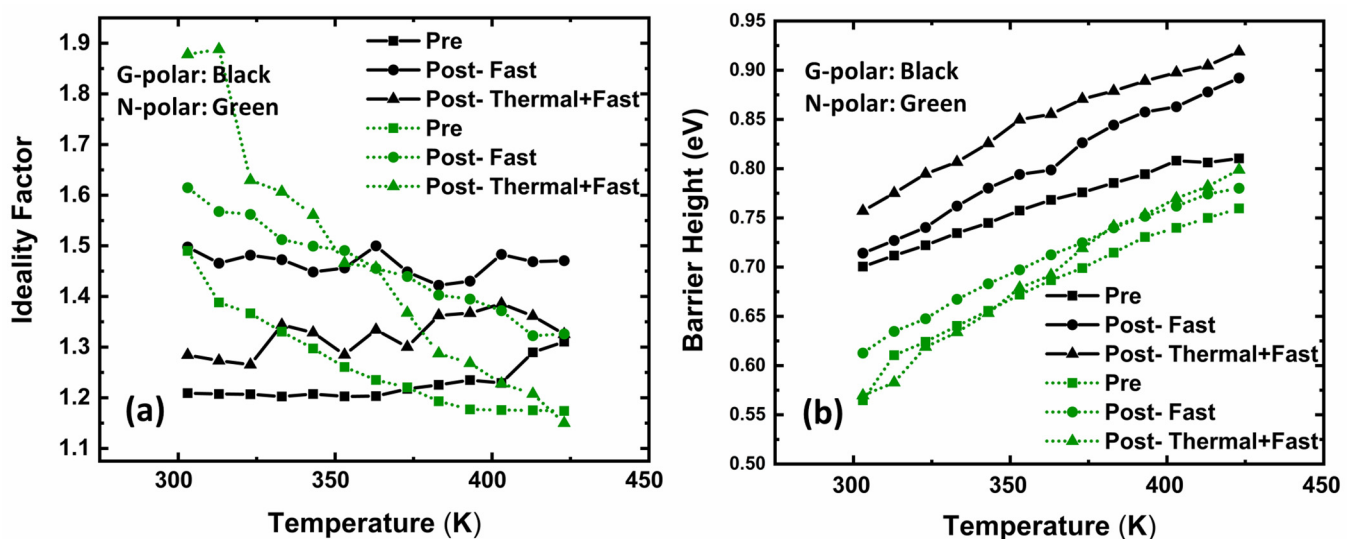 1.9
1.8
1.7
1.6
1.5
1.4
1.3
1.2
1.1
Ideality Factor
G-polar: Black
N-polar: Green
Pre
Post- Fast
Post- Thermal+Fast
Pre
Post- Fast
Post- Thermal+Fast
(a)
300 350 400 450
Temperature (K)
0.95
0.90
0.85
0.80
0.75
0.70
0.65
0.60
0.55
0.50
Barrier Height (eV)
G-polar: Black
N-polar: Green
Pre
Post- Fast
Post- Thermal+Fast
Pre
Post- Fast
Post- Thermal+Fast
(b)
300 350 400 450
Temperature (K)